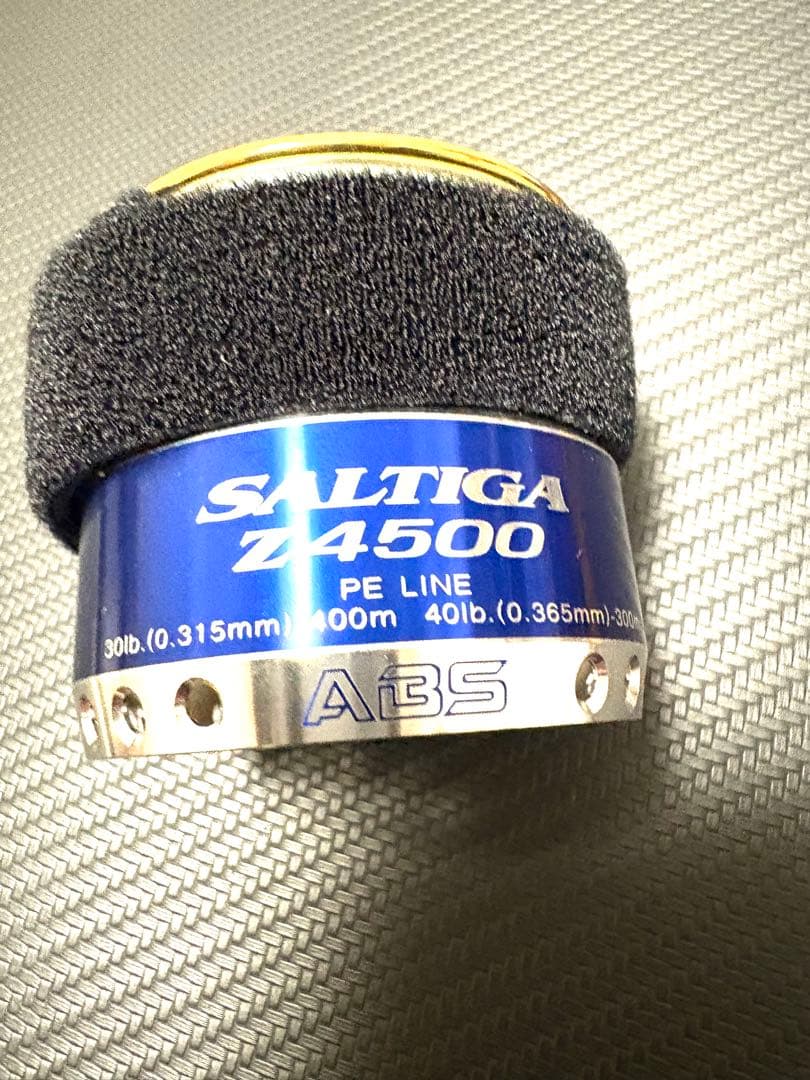 SALTIGA
Z4500
PE LINE
30lb.(0.315mm)-400m 40lb.(0.365mm)-300m
ABS